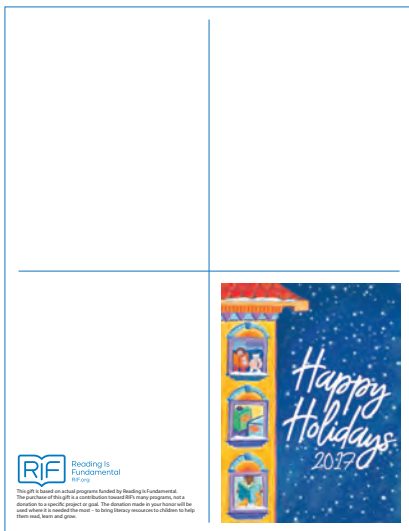 Happy
Holidays
2017
RIF
Reading Is
Fundamental
RIF.org
This gift is based on actual programs funded by Reading Is Fundamental.
The purchase of this gift is a contribution toward RIF's many programs, not a
donation to a specific project or goal. The donation made in your honor will be
used where it is needed the most – to bring literacy resources to children to help
them read, learn and grow.